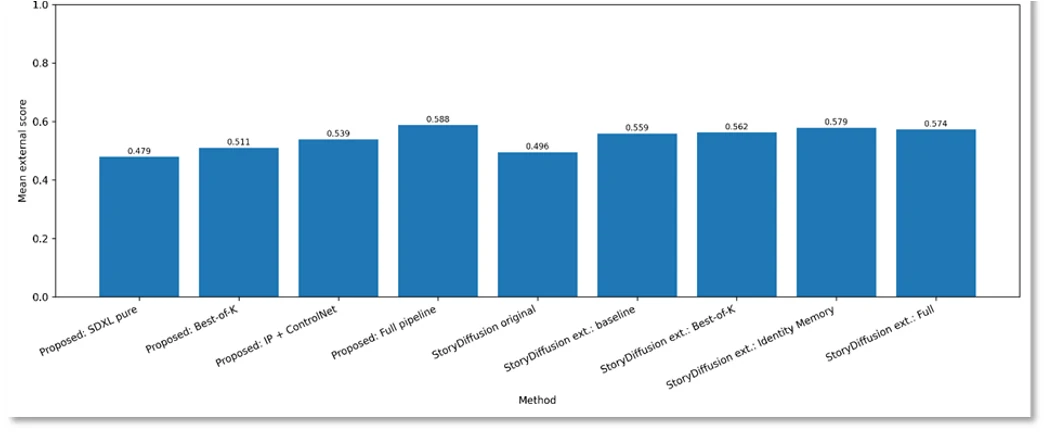 1.0
0.8
0.6
0.4
0.2
0.0
Mean external score
0.479
0.511
0.539
0.588
0.496
0.559
0.562
0.579
0.574
Proposed: SDXL pure
Proposed: Best-of-K
Proposed: IP + ControlNet
Proposed: Full pipeline
StoryDiffusion original
StoryDiffusion ext.: baseline
StoryDiffusion ext.: Best-of-K
StoryDiffusion ext.: Identity Memory
StoryDiffusion ext.: Full
Method